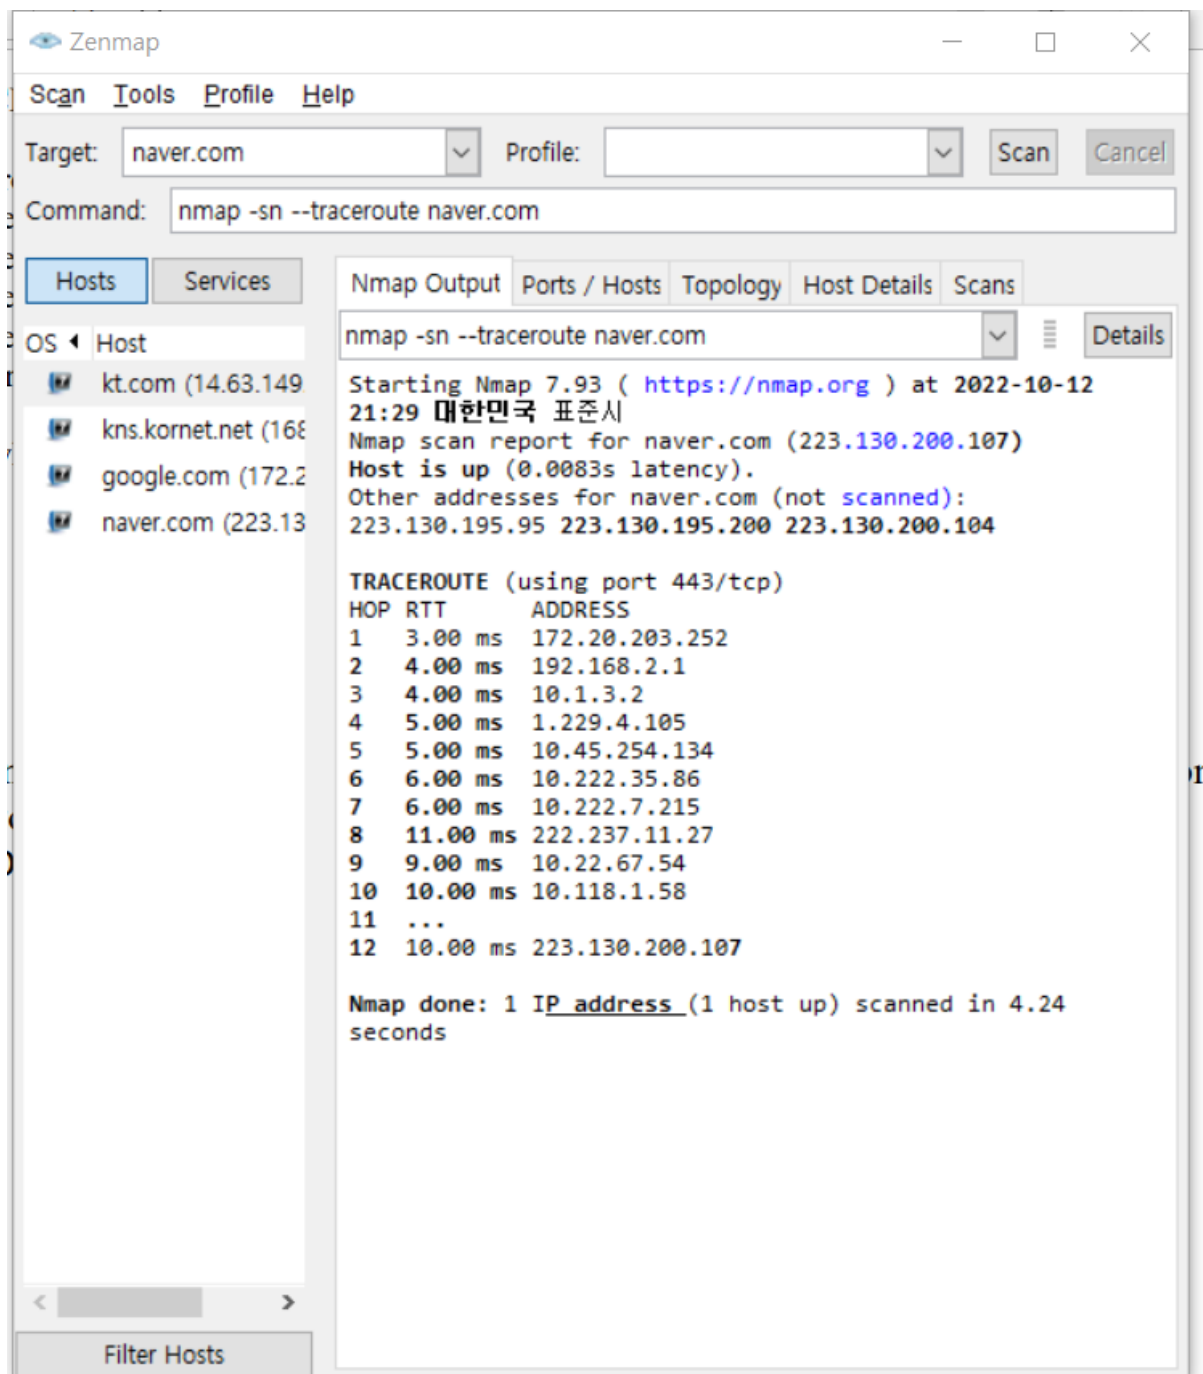 Zenmap
Scan Tools Profile Help
Target: naver.com Profile: Scan Cancel
Command: nmap -sn --traceroute naver.com
Hosts Services
OS Host
kt.com (14.63.149
kns.kornet.net (168
google.com (172.2
naver.com (223.13
Filter Hosts
Nmap Output Ports / Hosts Topology Host Details Scans
nmap -sn --traceroute naver.com Details
Starting Nmap 7.93 ( https://nmap.org ) at 2022-10-12
21:29 대한민국 표준시
Nmap scan report for naver.com (223.130.200.107)
Host is up (0.0083s latency).
Other addresses for naver.com (not scanned):
223.130.195.95 223.130.195.200 223.130.200.104
TRACEROUTE (using port 443/tcp)
HOP RTT ADDRESS
1 3.00 ms 172.20.203.252
2 4.00 ms 192.168.2.1
3 4.00 ms 10.1.3.2
4 5.00 ms 1.229.4.105
5 5.00 ms 10.45.254.134
6 6.00 ms 10.222.35.86
7 6.00 ms 10.222.7.215
8 11.00 ms 222.237.11.27
9 9.00 ms 10.22.67.54
10 10.00 ms 10.118.1.58
11 ...
12 10.00 ms 223.130.200.107
Nmap done: 1 IP address (1 host up) scanned in 4.24
seconds